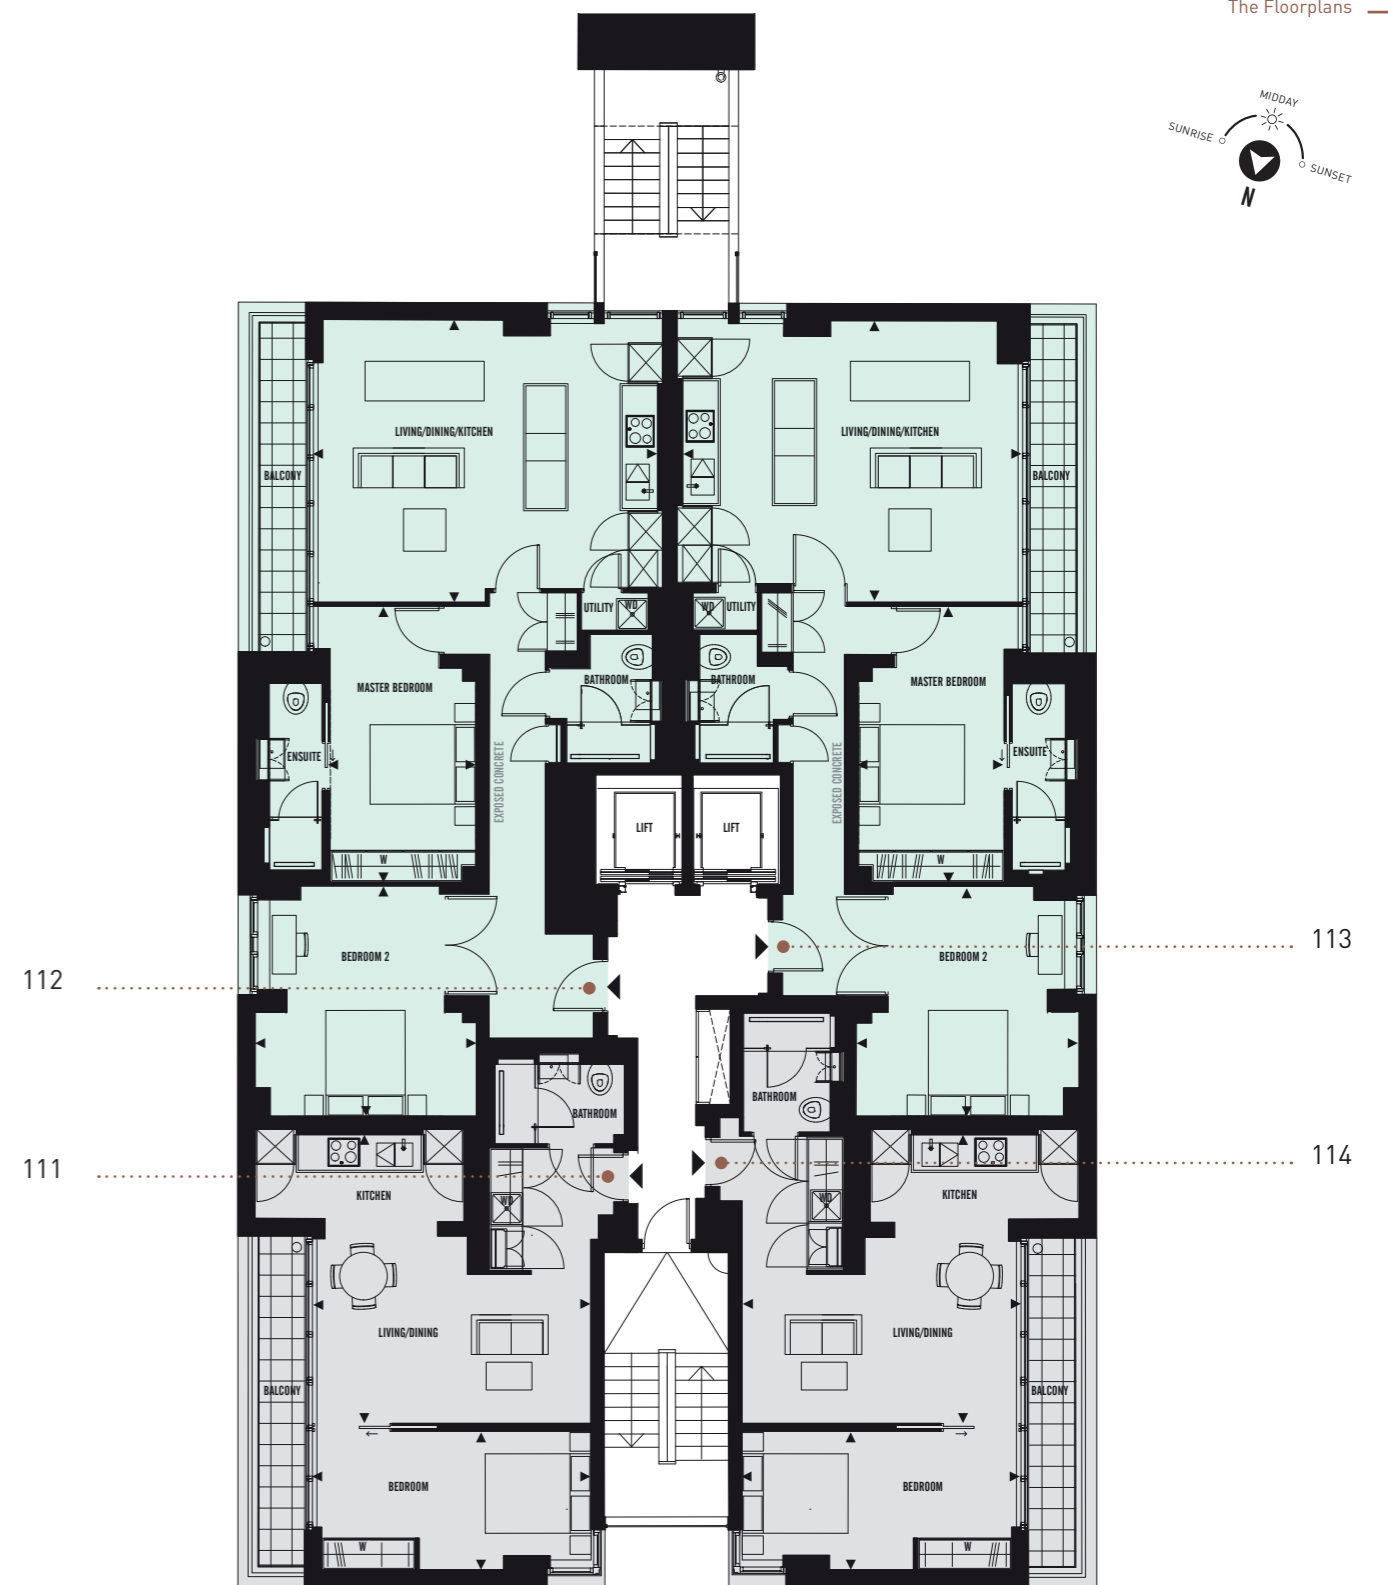 The Floorplans
MIDDAY
SUNRISE
SUNSET
N
LIVING/DINING/KITCHEN
LIVING/DINING/KITCHEN
BALCONY
BALCONY
UTILITY
WD
WD
UTILITY
BATHROOM
BATHROOM
MASTER BEDROOM
MASTER BEDROOM
ENSUITE
ENSUITE
EXPOSED CONCRETE
EXPOSED CONCRETE
LIFT
LIFT
W
W
113
BEDROOM 2
BEDROOM 2
112
BATHROOM
BATHROOM
111
114
KITCHEN
KITCHEN
WD
WD
LIVING/DINING
LIVING/DINING
BALCONY
BALCONY
BEDROOM
BEDROOM
W
W